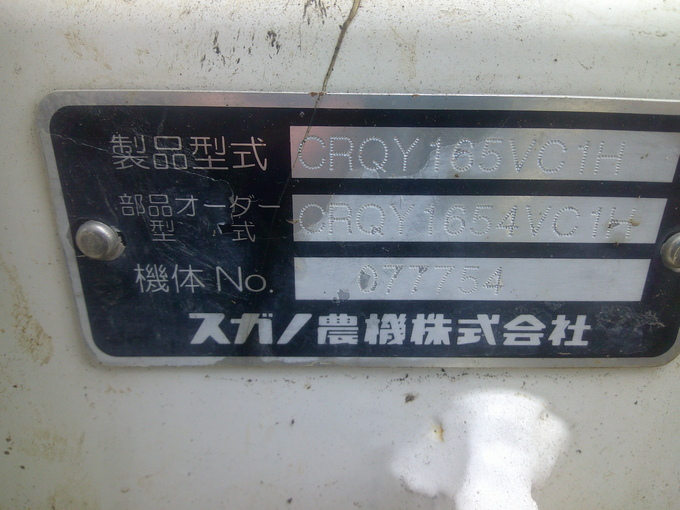 製品型式 CRQY165VC1H
部品オーダー型式 CRQY1654VC1H
機体No. 077754
スガノ農機株式会社